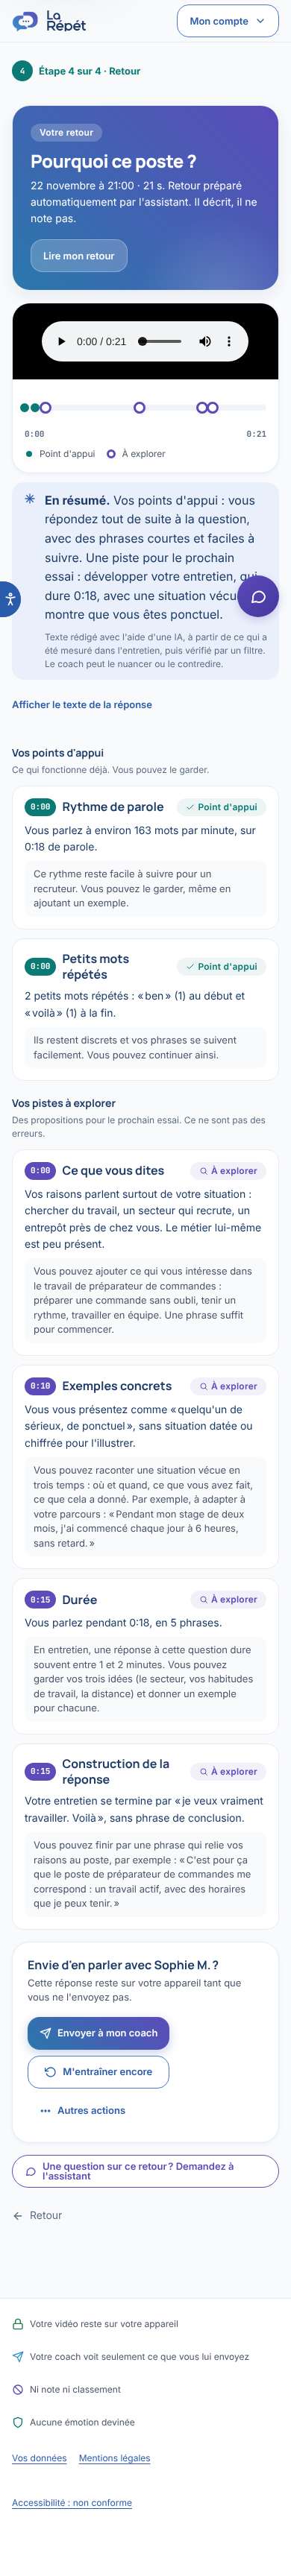 La
Répét
Mon compte
4 Étape 4 sur 4 · Retour
Votre retour
Pourquoi ce poste ?
22 novembre à 21:00 · 21 s. Retour préparé
automatiquement par l'assistant. Il décrit, il ne
note pas.
Lire mon retour
0:00 / 0:21
0:00 0:21
Point d'appui À explorer
En résumé. Vos points d'appui : vous
répondez tout de suite à la question,
avec des phrases courtes et faciles à
suivre. Une piste pour le prochain
essai : développer votre entretien, qui
dure 0:18, avec une situation vécue
montre que vous êtes ponctuel.
Texte rédigé avec l'aide d'une IA, à partir de ce qui a
été mesuré dans l'entretien, puis vérifié par un filtre.
Le coach peut le nuancer ou le contredire.
Afficher le texte de la réponse
Vos points d'appui
Ce qui fonctionne déjà. Vous pouvez le garder.
0:00 Rythme de parole Point d'appui
Vous parlez à environ 163 mots par minute, sur
0:18 de parole.
Ce rythme reste facile à suivre pour un
recruteur. Vous pouvez le garder, même en
ajoutant un exemple.
0:00 Petits mots
répétés Point d'appui
2 petits mots répétés : « ben » (1) au début et
« voilà » (1) à la fin.
Ils restent discrets et vos phrases se suivent
facilement. Vous pouvez continuer ainsi.
Vos pistes à explorer
Des propositions pour le prochain essai. Ce ne sont pas des
erreurs.
0:00 Ce que vous dites À explorer
Vos raisons parlent surtout de votre situation :
chercher du travail, un secteur qui recrute, un
entrepôt près de chez vous. Le métier lui-même
est peu présent.
Vous pouvez ajouter ce qui vous intéresse dans
le travail de préparateur de commandes :
préparer une commande sans oubli, tenir un
rythme, travailler en équipe. Une phrase suffit
pour commencer.
0:10 Exemples concrets À explorer
Vous vous présentez comme « quelqu'un de
sérieux, de ponctuel », sans situation datée ou
chiffrée pour l'illustrer.
Vous pouvez raconter une situation vécue en
trois temps : où et quand, ce que vous avez fait,
ce que cela a donné. Par exemple, à adapter à
votre parcours : « Pendant mon stage de deux
mois, j'ai commencé chaque jour à 6 heures,
sans retard. »
0:15 Durée À explorer
Vous parlez pendant 0:18, en 5 phrases.
En entretien, une réponse à cette question dure
souvent entre 1 et 2 minutes. Vous pouvez
garder vos trois idées (le secteur, vos habitudes
de travail, la distance) et donner un exemple
pour chacune.
0:15 Construction de la
réponse À explorer
Votre entretien se termine par « je veux vraiment
travailler. Voilà », sans phrase de conclusion.
Vous pouvez finir par une phrase qui relie vos
raisons au poste, par exemple : « C'est pour ça
que le poste de préparateur de commandes me
correspond : un travail actif, avec des horaires
que je peux tenir. »
Envie d'en parler avec Sophie M. ?
Cette réponse reste sur votre appareil tant que
vous ne l'envoyez pas.
Envoyer à mon coach
M'entraîner encore
Autres actions
Une question sur ce retour ? Demandez à
l'assistant
Retour
Votre vidéo reste sur votre appareil
Votre coach voit seulement ce que vous lui envoyez
Ni note ni classement
Aucune émotion devinée
Vos données Mentions légales
Accessibilité : non conforme